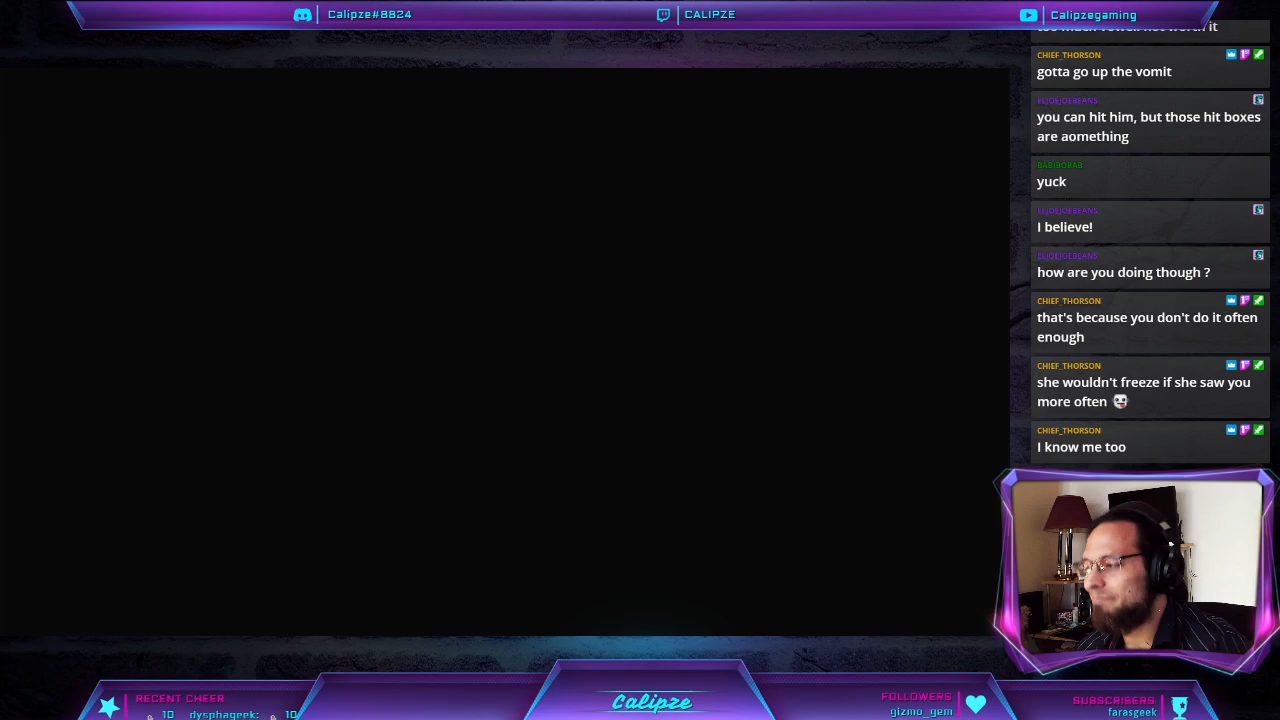 Calipze#8824
CALIPZE
Calipzegaming
CHIEF_THORSON
gotta go up the vomit
you can hit him, but those hit boxes
are aomething
BABIBOBAB
yuck
I believe!
how are you doing though ?
CHIEF_THORSON
that's because you don't do it often
enough
CHIEF_THORSON
she wouldn't freeze if she saw you
more often
CHIEF_THORSON
I know me too
RECENT CHEER
10 dysphageek: 10
Calipze
FOLLOWERS
gizmo_gem
SUBSCRIBERS
farasgeek